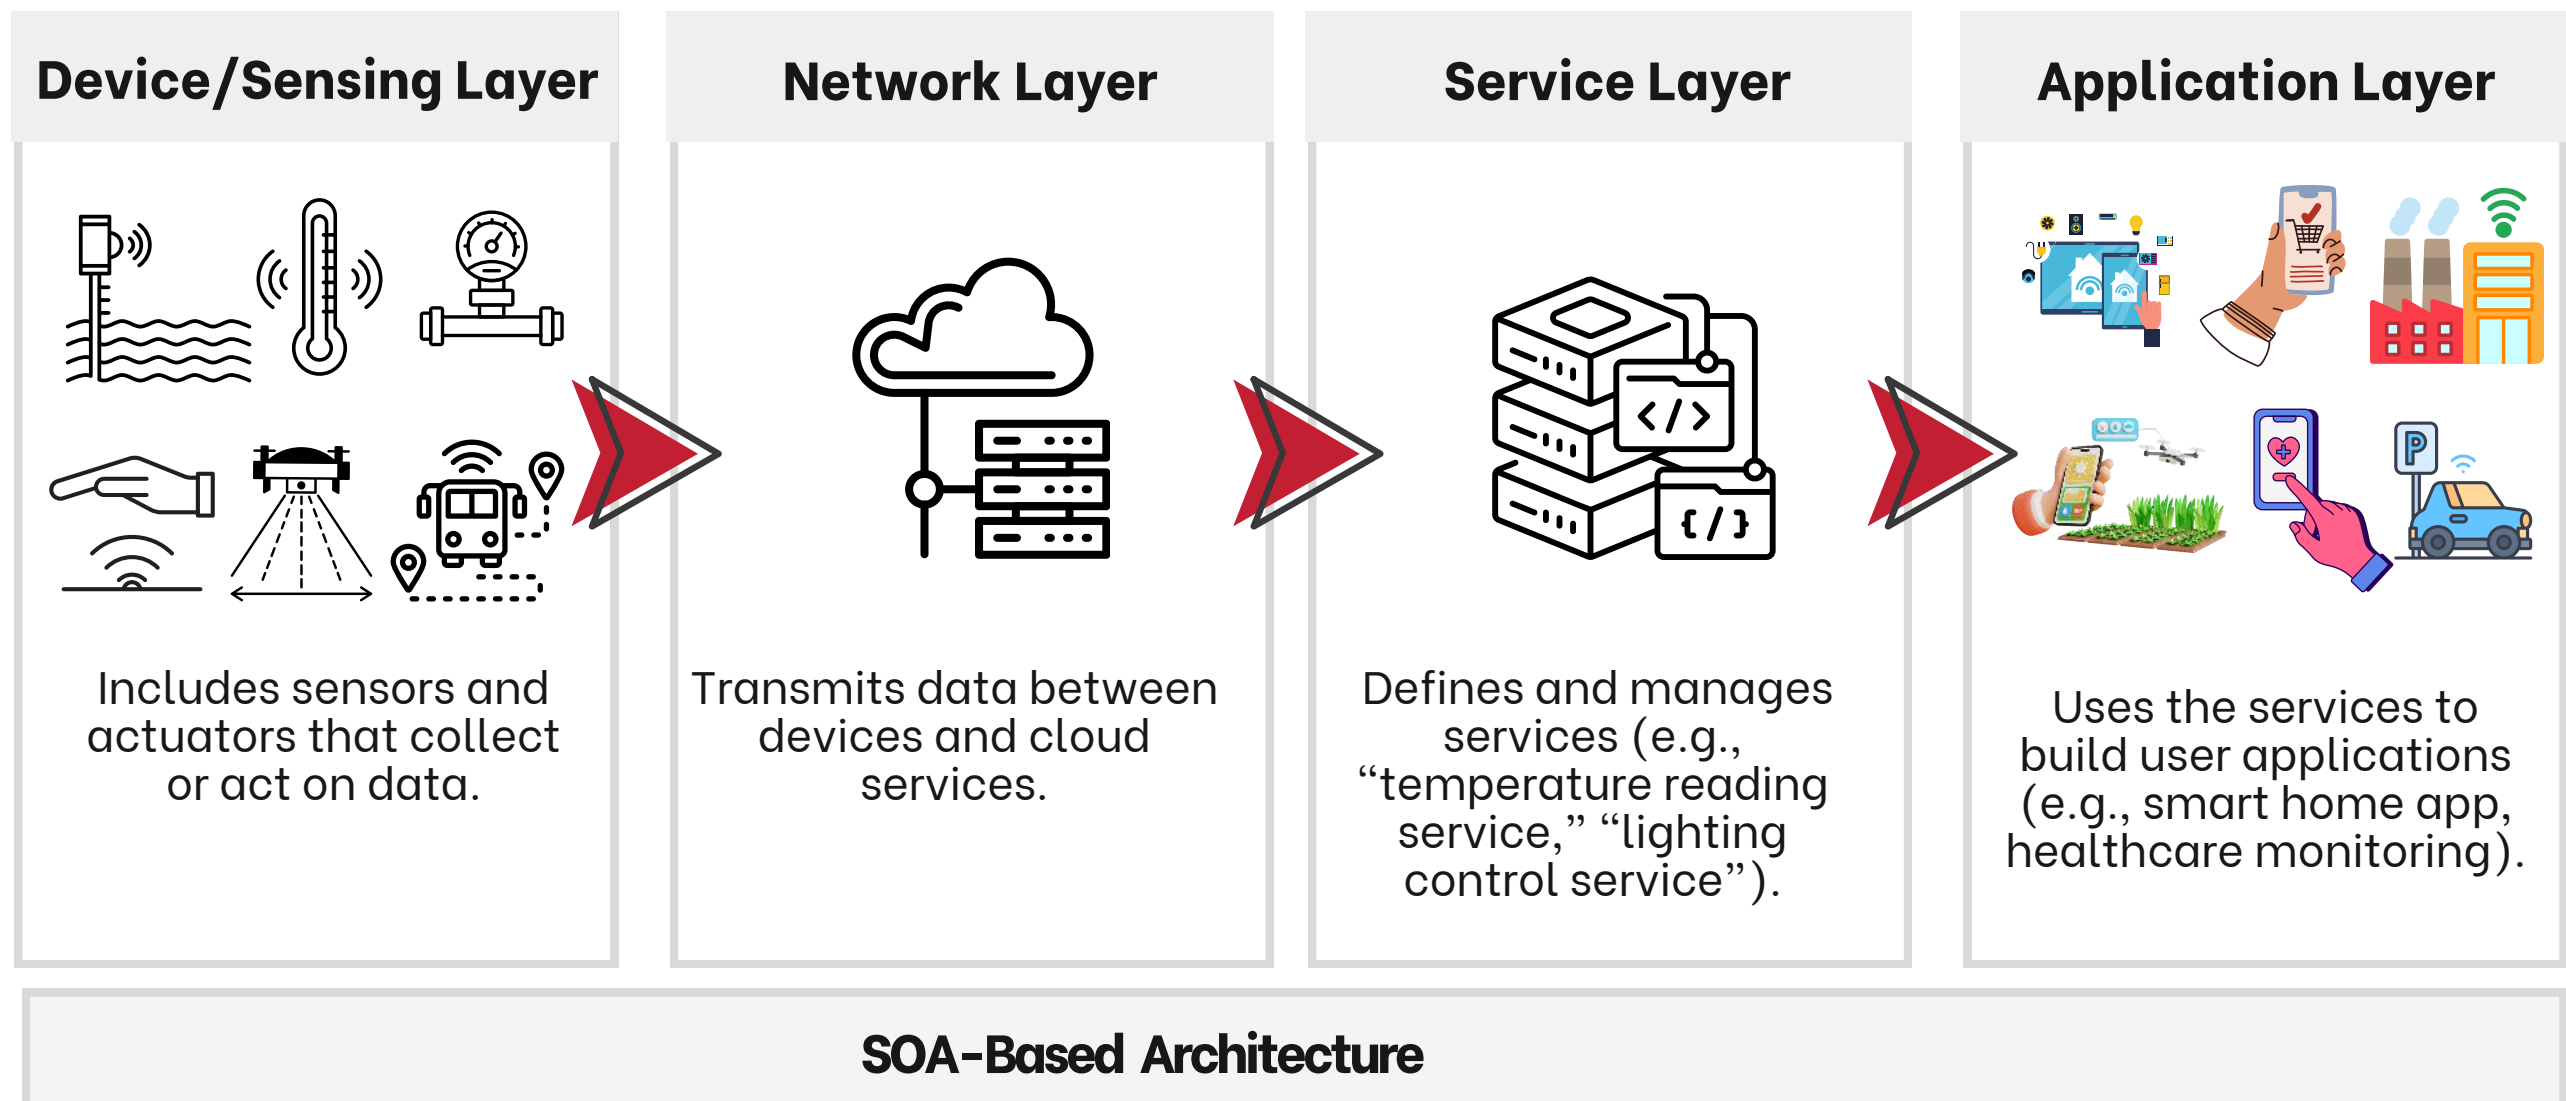 Device/Sensing Layer
Includes sensors and
actuators that collect
or act on data.
Network Layer
Transmits data between
devices and cloud
services.
Service Layer
</>
{/}
Defines and manages
services (e.g.,
“temperature reading
service,” “lighting
control service”).
Application Layer
P
Uses the services to
build user applications
(e.g., smart home app,
healthcare monitoring).
SOA-Based Architecture